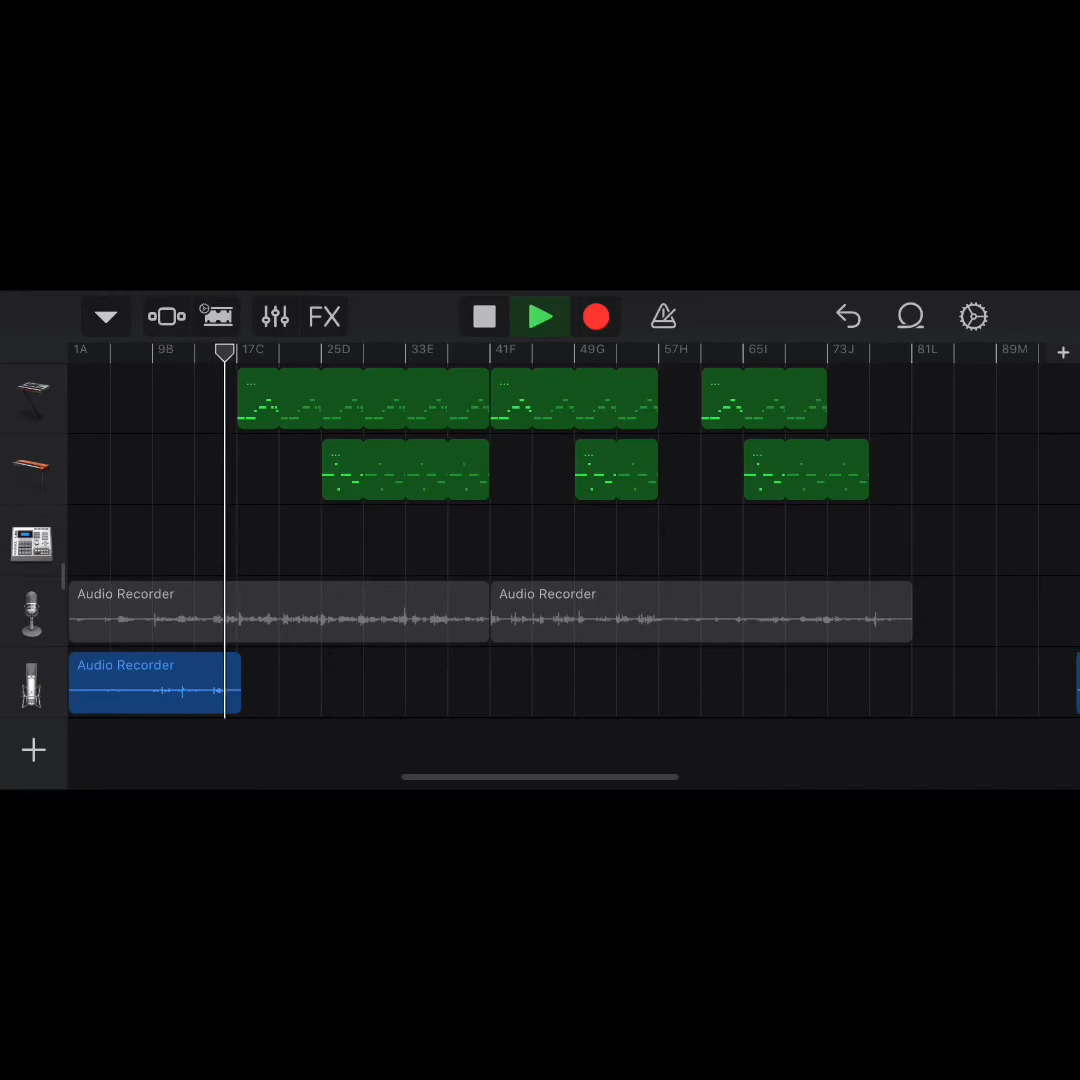 FX
1A 9B 17C 25D 33E 41F 49G 57H 65I 73J 81L 89M
... ... ...
... ... ...
Audio Recorder Audio Recorder
Audio Recorder